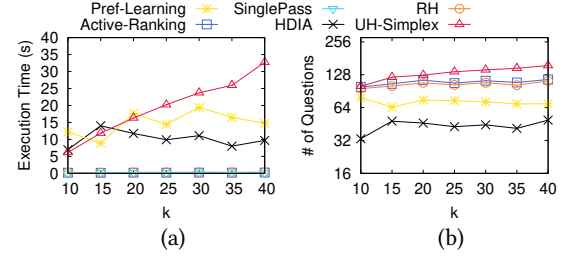 Pref-Learning SinglePass RH
Active-Ranking HDIA UH-Simplex
Execution Time (s)
40
35
30
25
20
15
10
5
0
10 15 20 25 30 35 40
k
(a)
# of Questions
256
128
64
32
16
10 15 20 25 30 35 40
k
(b)